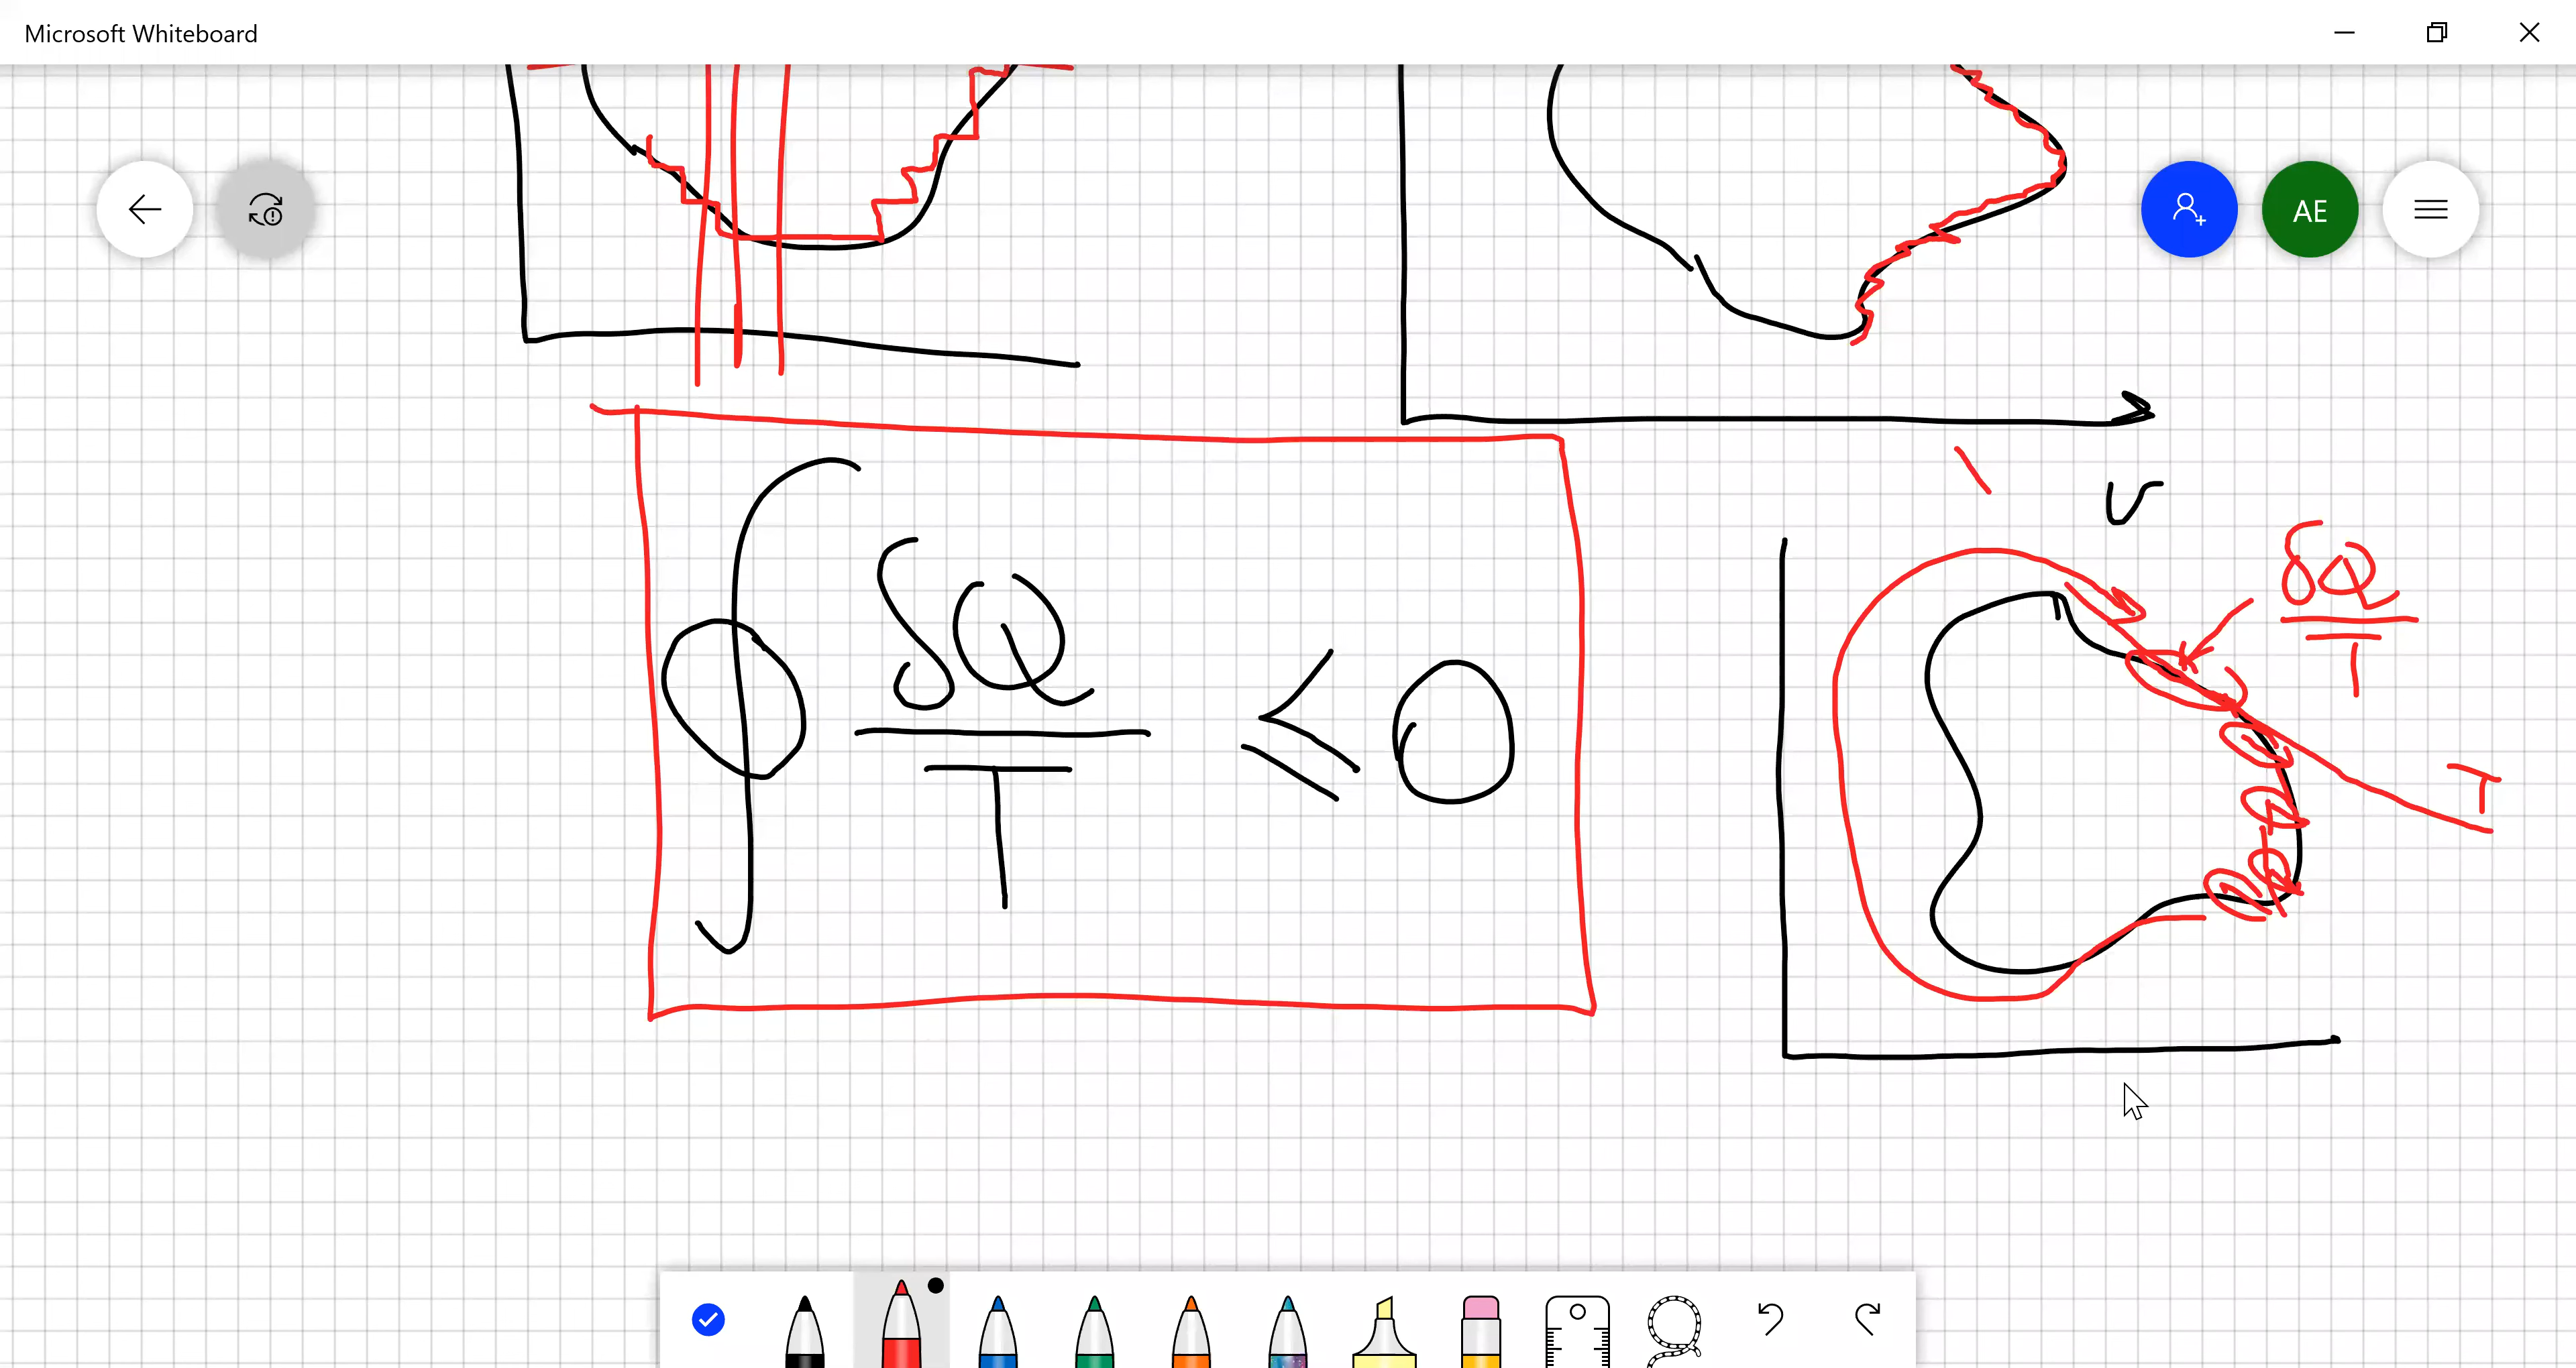 Microsoft Whiteboard
AE
v
∮ δQ/T ≤ 0
δQ/T
T